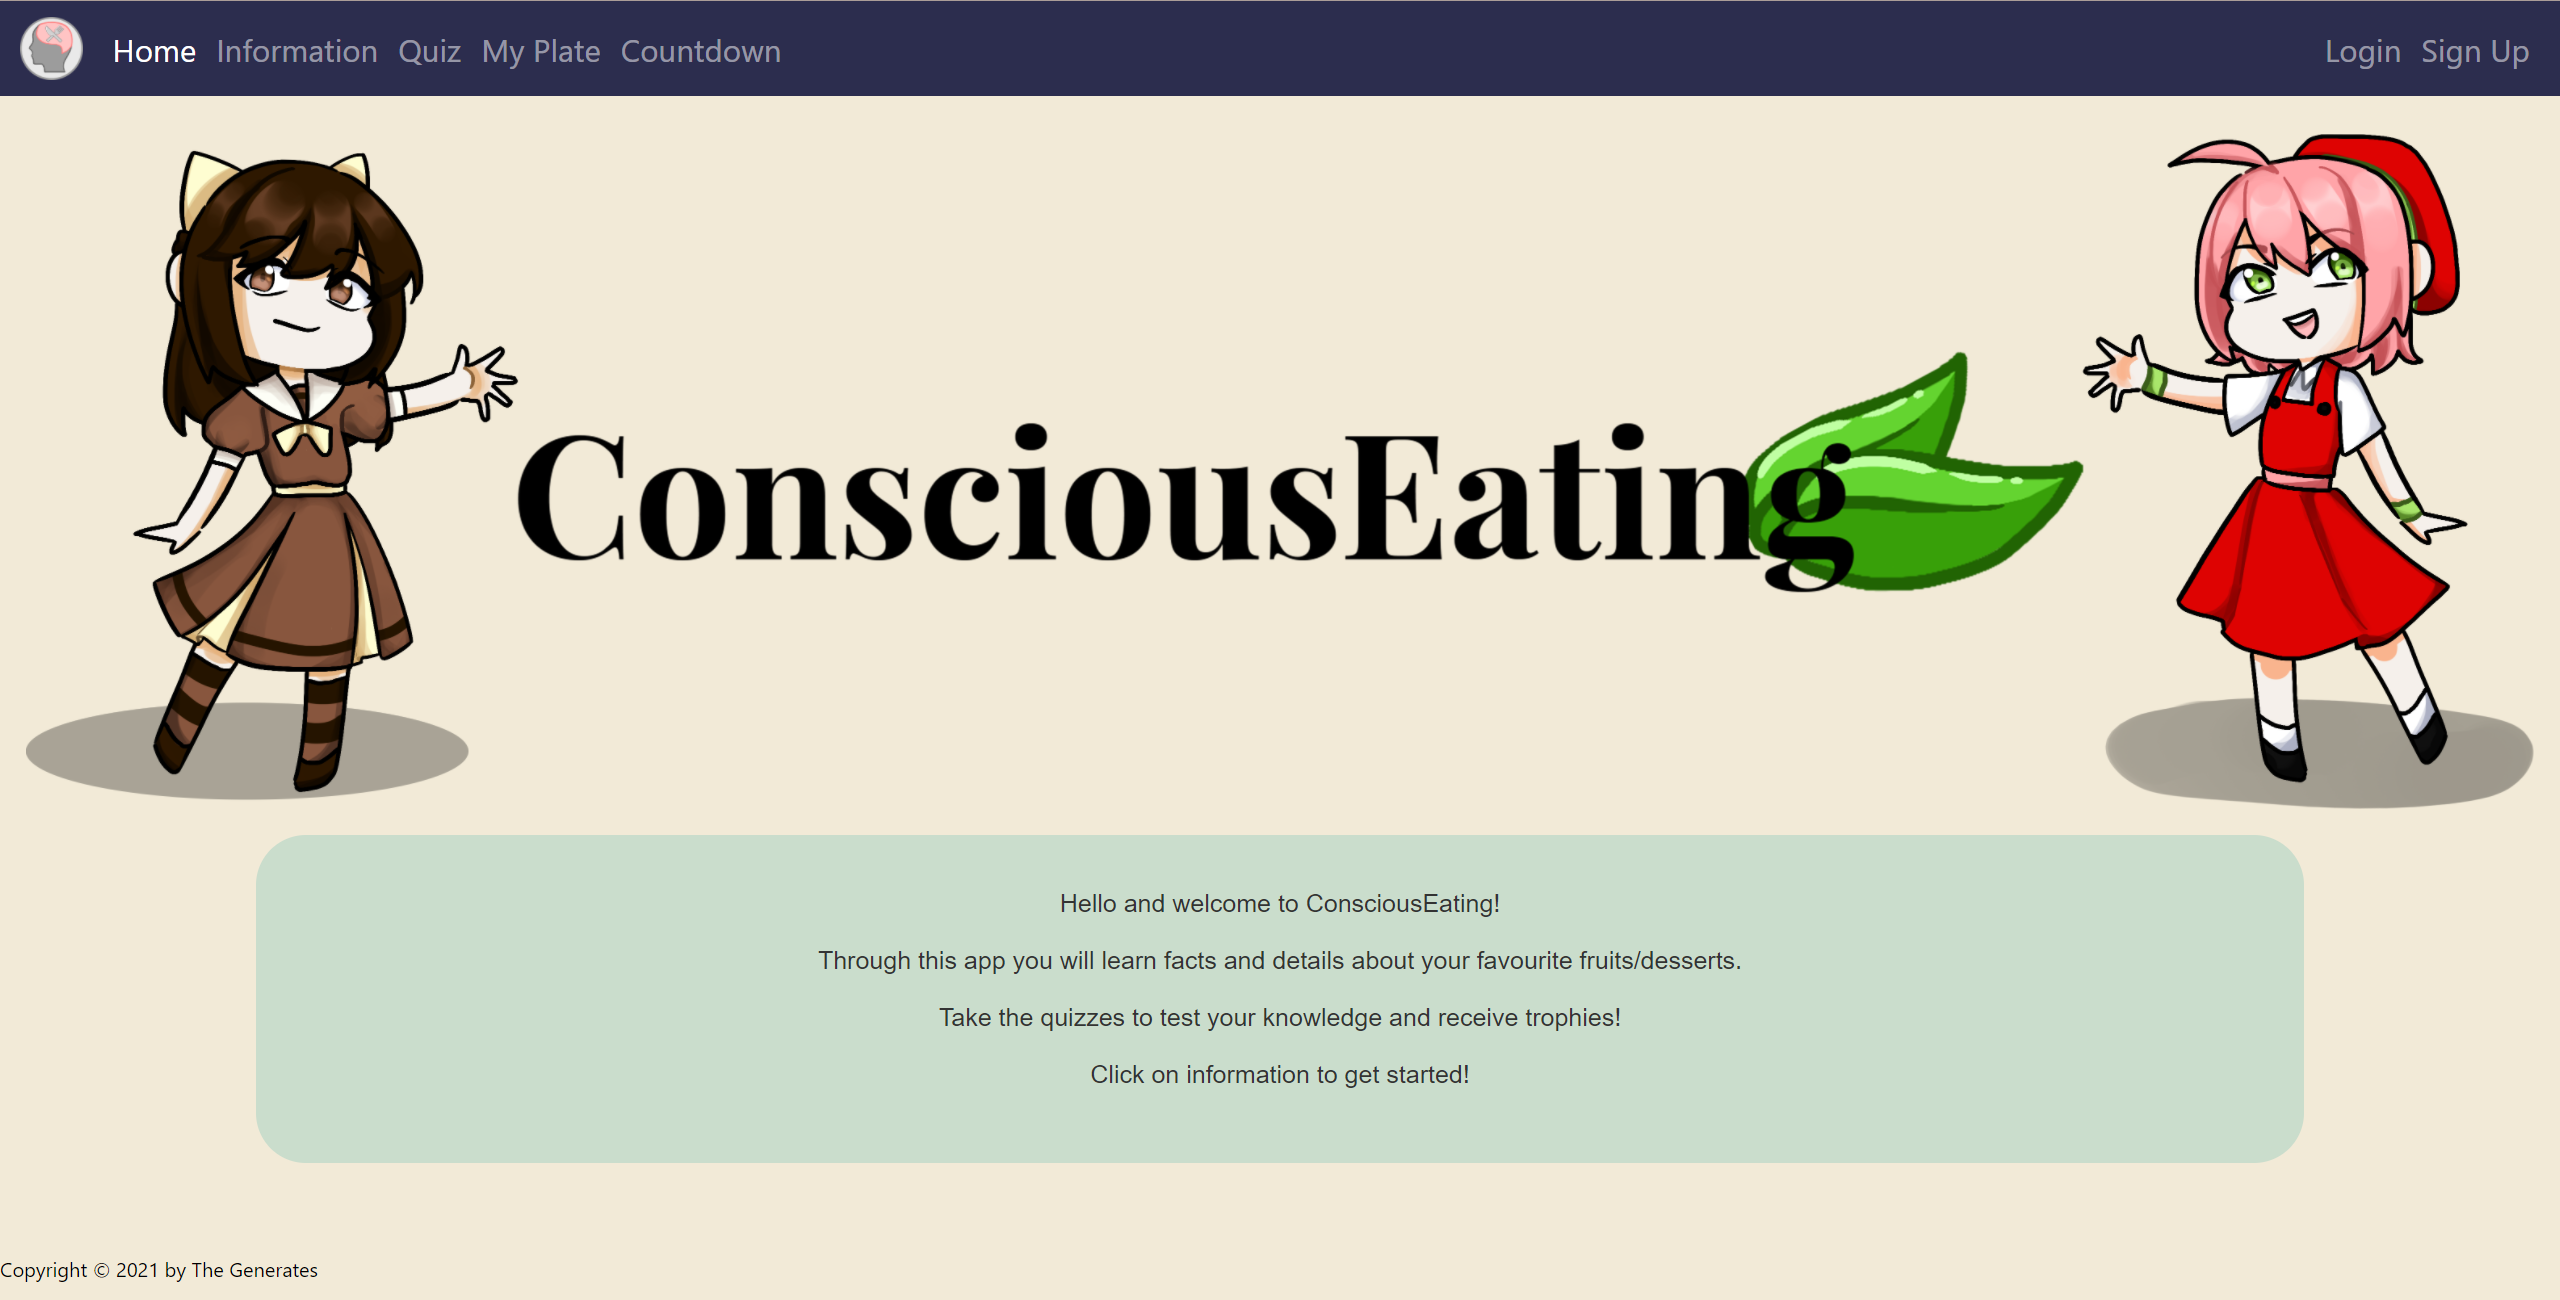 Home Information Quiz My Plate Countdown Login Sign Up
ConsciousEating
Hello and welcome to ConsciousEating!
Through this app you will learn facts and details about your favourite fruits/desserts.
Take the quizzes to test your knowledge and receive trophies!
Click on information to get started!
Copyright © 2021 by The Generates